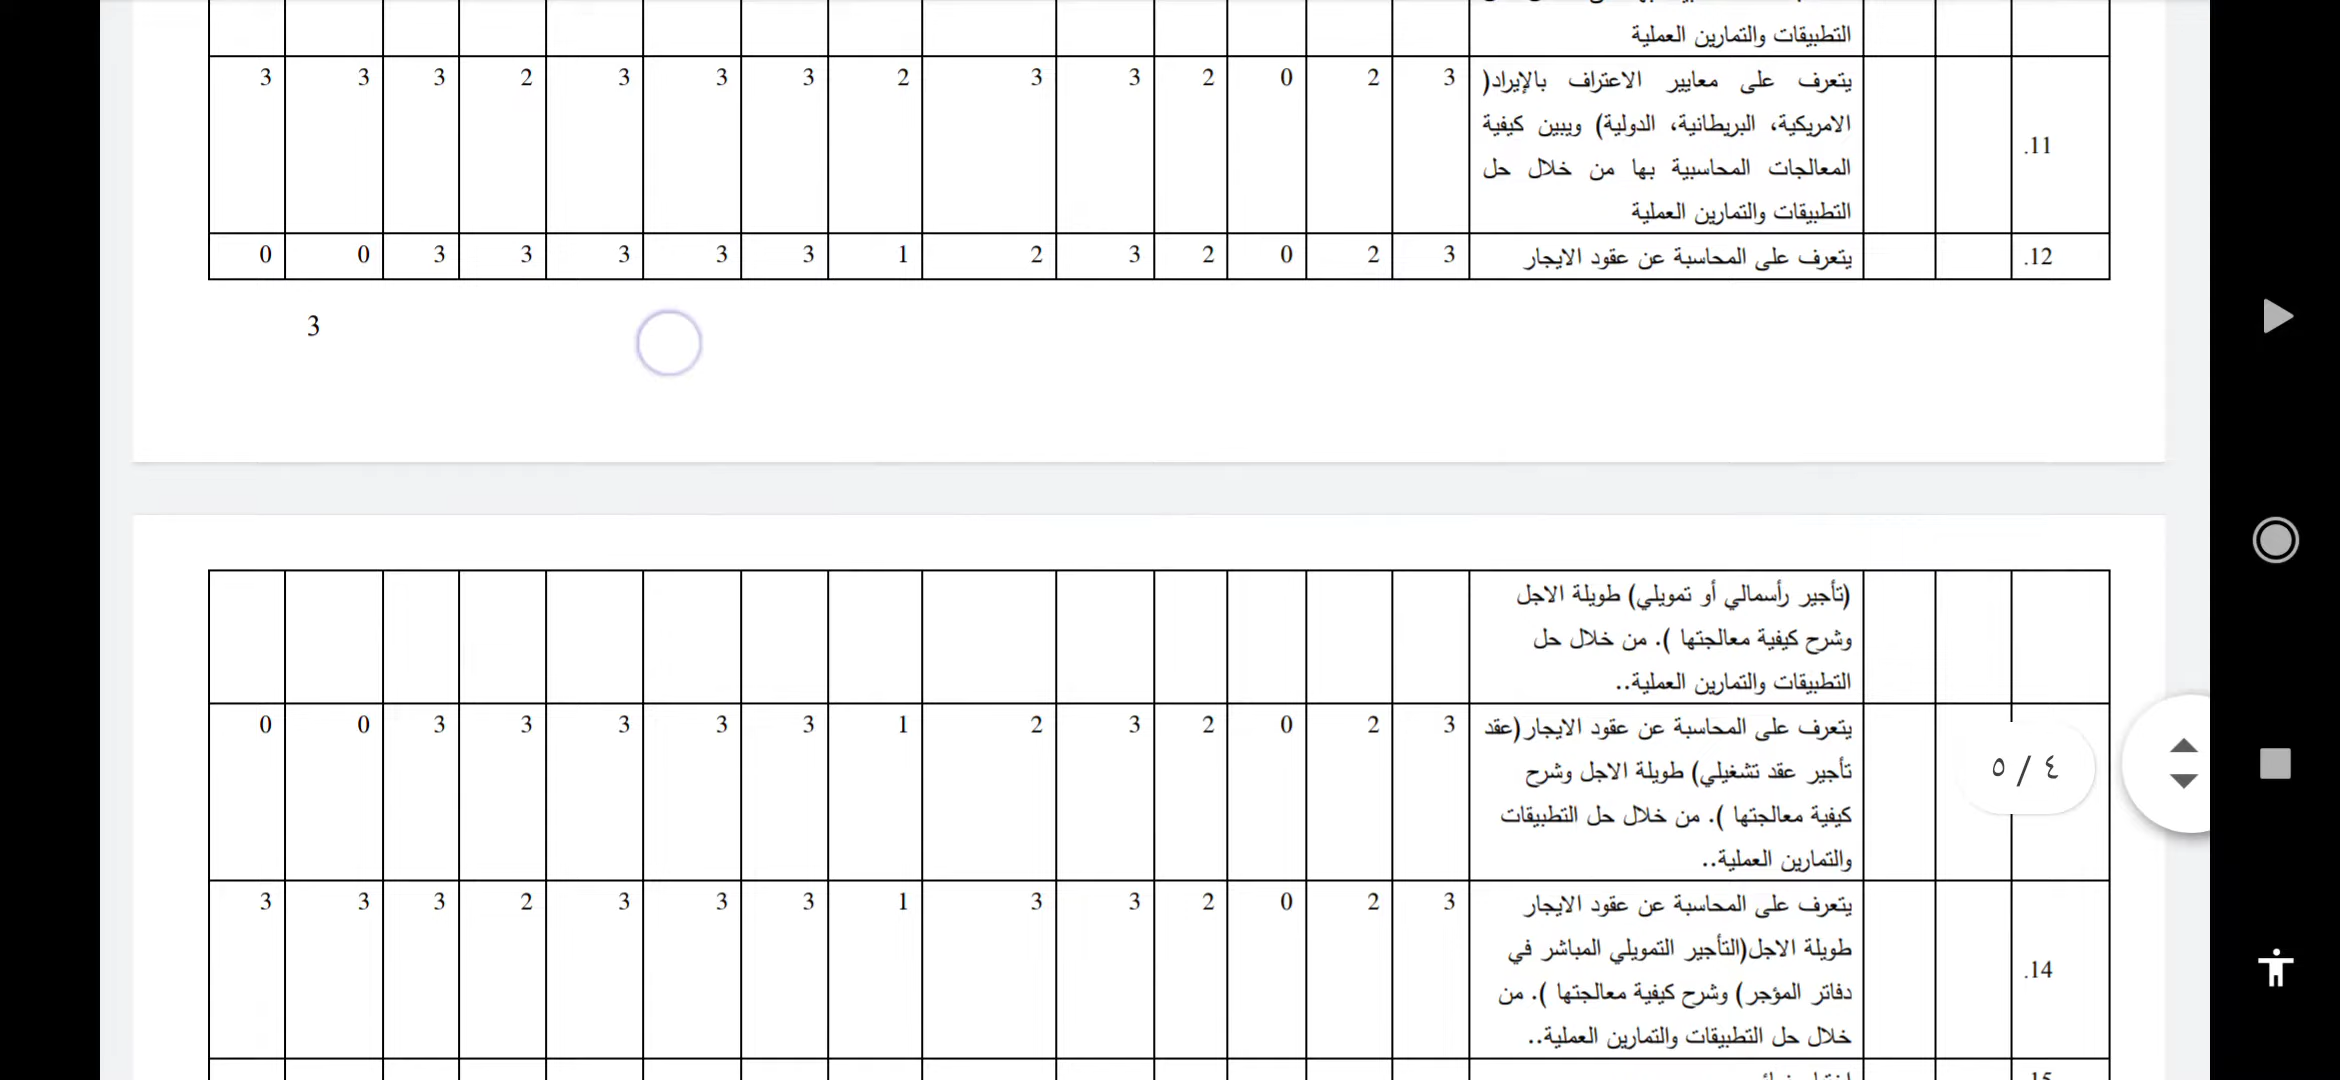 التطبيقات والتمارين العملية
.11
يتعرف على معايير الاعتراف بالإيراد(
الامريكية، البريطانية، الدولية) ويبين كيفية
المعالجات المحاسبية بها من خلال حل
التطبيقات والتمارين العملية
3 2 0 2 3 3 2 3 3 3 2 3 3 3
.12
يتعرف على المحاسبة عن عقود الايجار
3 2 0 2 3 2 1 3 3 3 3 3 0 0
3
(تأجير رأسمالي أو تمويلي) طويلة الاجل
وشرح كيفية معالجتها ). من خلال حل
التطبيقات والتمارين العملية..
يتعرف على المحاسبة عن عقود الايجار(عقد
تأجير عقد تشغيلي) طويلة الاجل وشرح
كيفية معالجتها ). من خلال حل التطبيقات
والتمارين العملية..
3 2 0 2 3 2 1 3 3 3 3 3 0 0
٤ / ٥
.14
يتعرف على المحاسبة عن عقود الايجار
طويلة الاجل(التأجير التمويلي المباشر في
دفاتر المؤجر) وشرح كيفية معالجتها ). من
خلال حل التطبيقات والتمارين العملية..
3 2 0 2 3 3 1 3 3 3 2 3 3 3